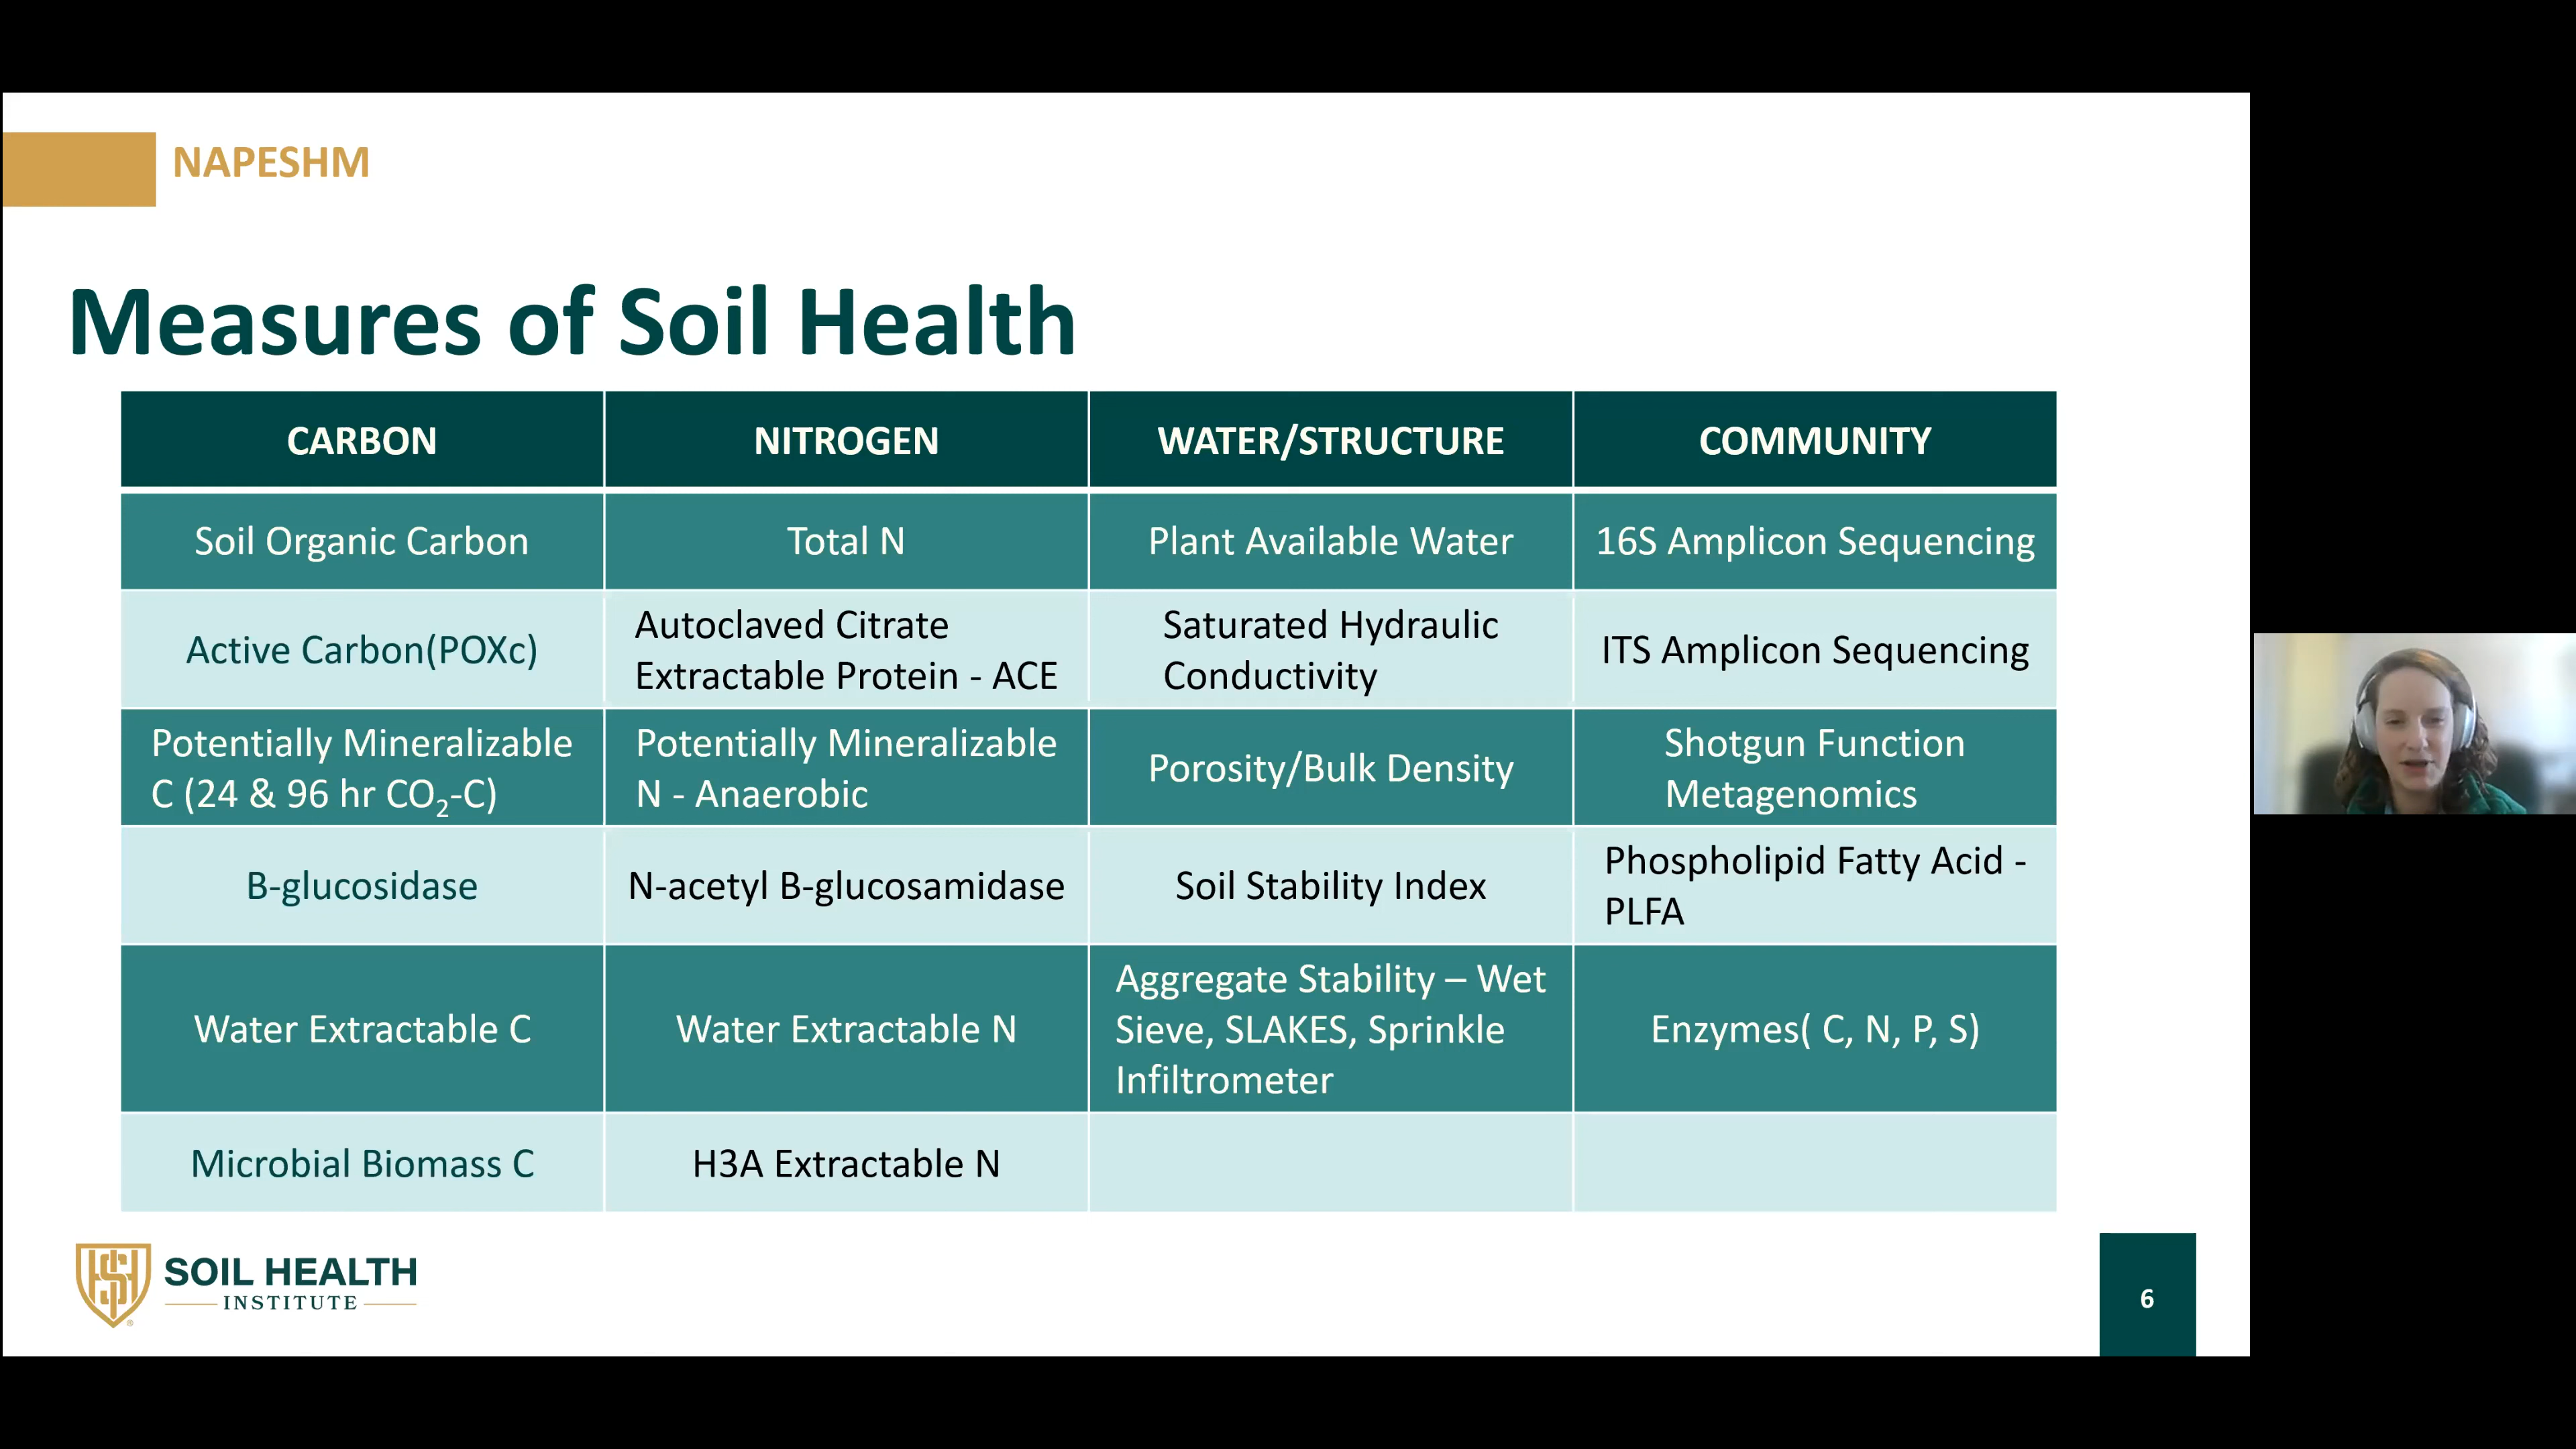 NAPESHM
Measures of Soil Health
CARBON
NITROGEN
WATER/STRUCTURE
COMMUNITY
Soil Organic Carbon
Total N
Plant Available Water
16S Amplicon Sequencing
Active Carbon(POXc)
Autoclaved Citrate
Extractable Protein - ACE
Saturated Hydraulic
Conductivity
ITS Amplicon Sequencing
Potentially Mineralizable
C (24 & 96 hr CO₂-C)
Potentially Mineralizable
N - Anaerobic
Porosity/Bulk Density
Shotgun Function
Metagenomics
B-glucosidase
N-acetyl B-glucosamidase
Soil Stability Index
Phospholipid Fatty Acid -
PLFA
Water Extractable C
Water Extractable N
Aggregate Stability – Wet
Sieve, SLAKES, Sprinkle
Infiltrometer
Enzymes( C, N, P, S)
Microbial Biomass C
H3A Extractable N
SOIL HEALTH
INSTITUTE
®
6